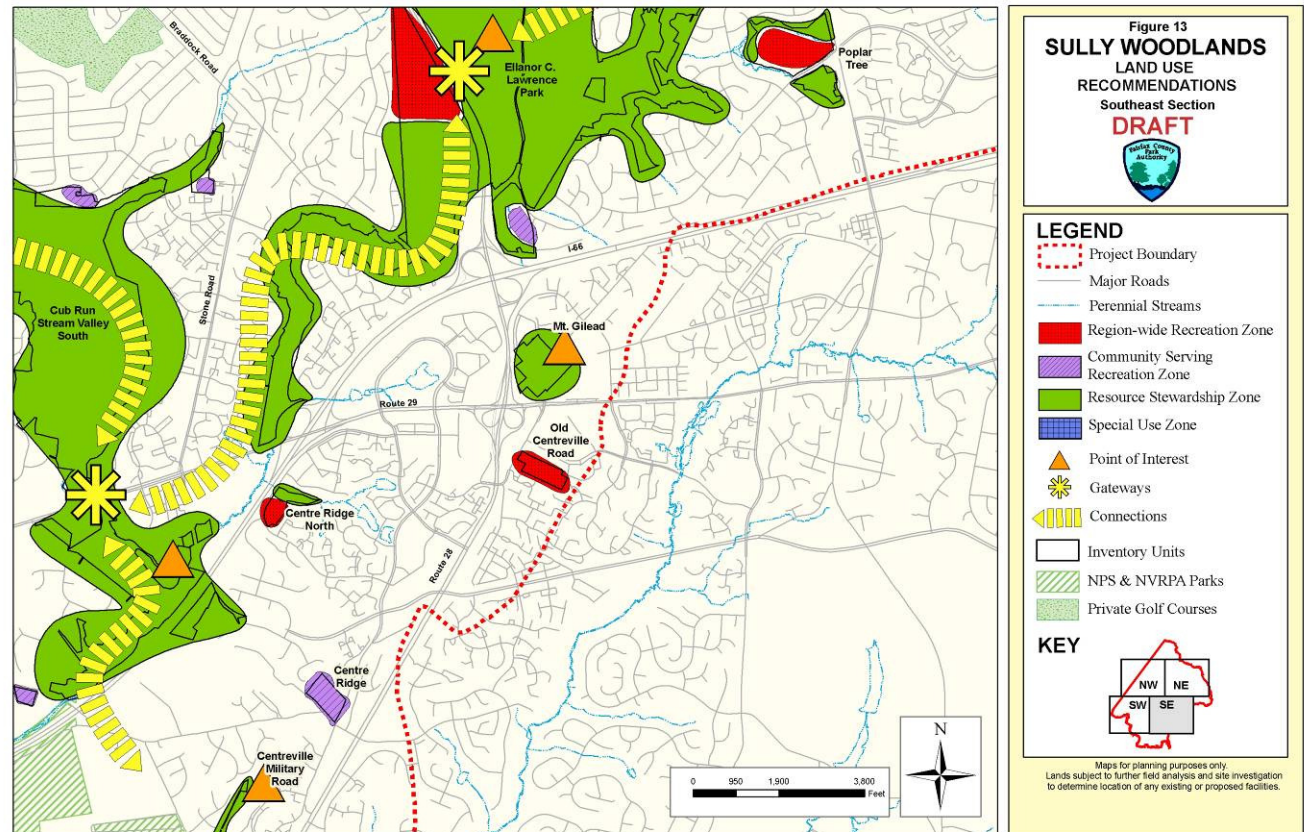 Braddock Road
Ellanor C.
Lawrence
Park
Poplar
Tree
I-66
Stone Road
Cub Run
Stream Valley
South
Mt. Gilead
Route 29
Old
Centreville
Road
Centre Ridge
North
Route 28
Centre
Ridge
Centreville
Military
Road
0 950 1,900 3,800
Feet
N
Figure 13
SULLY WOODLANDS
LAND USE
RECOMMENDATIONS
Southeast Section
DRAFT
Fairfax County
Park
Authority
LEGEND
Project Boundary
Major Roads
Perennial Streams
Region-wide Recreation Zone
Community Serving
Recreation Zone
Resource Stewardship Zone
Special Use Zone
Point of Interest
Gateways
Connections
Inventory Units
NPS & NVRPA Parks
Private Golf Courses
KEY
NW NE
SW SE
Maps for planning purposes only.
Lands subject to further field analysis and site investigation
to determine location of any existing or proposed facilities.